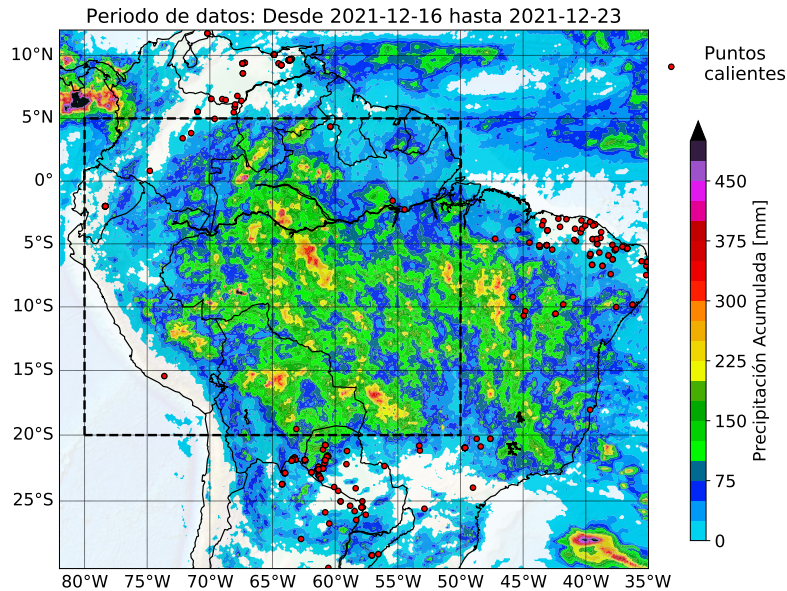 Periodo de datos: Desde 2021-12-16 hasta 2021-12-23
10°N
5°N
0°
5°S
10°S
15°S
20°S
25°S
80°W 75°W 70°W 65°W 60°W 55°W 50°W 45°W 40°W 35°W
Puntos
calientes
450
375
300
225
150
75
0
Precipitación Acumulada [mm]